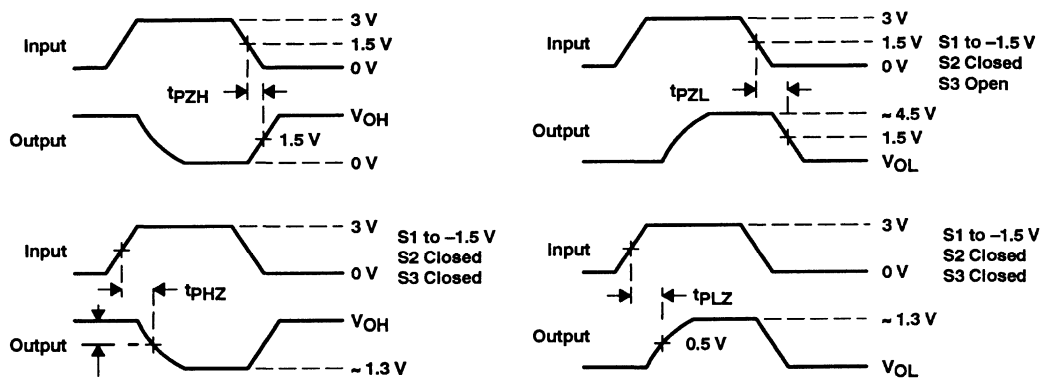 Input
3 V
1.5 V
0 V
tPZH
Output
VOH
1.5 V
0 V
Input
3 V
1.5 V
0 V
S1 to –1.5 V
S2 Closed
S3 Open
tPZL
Output
~ 4.5 V
1.5 V
VOL
Input
3 V
0 V
S1 to –1.5 V
S2 Closed
S3 Closed
tPHZ
Output
VOH
~ 1.3 V
Input
3 V
0 V
S1 to –1.5 V
S2 Closed
S3 Closed
tPLZ
Output
0.5 V
~ 1.3 V
VOL